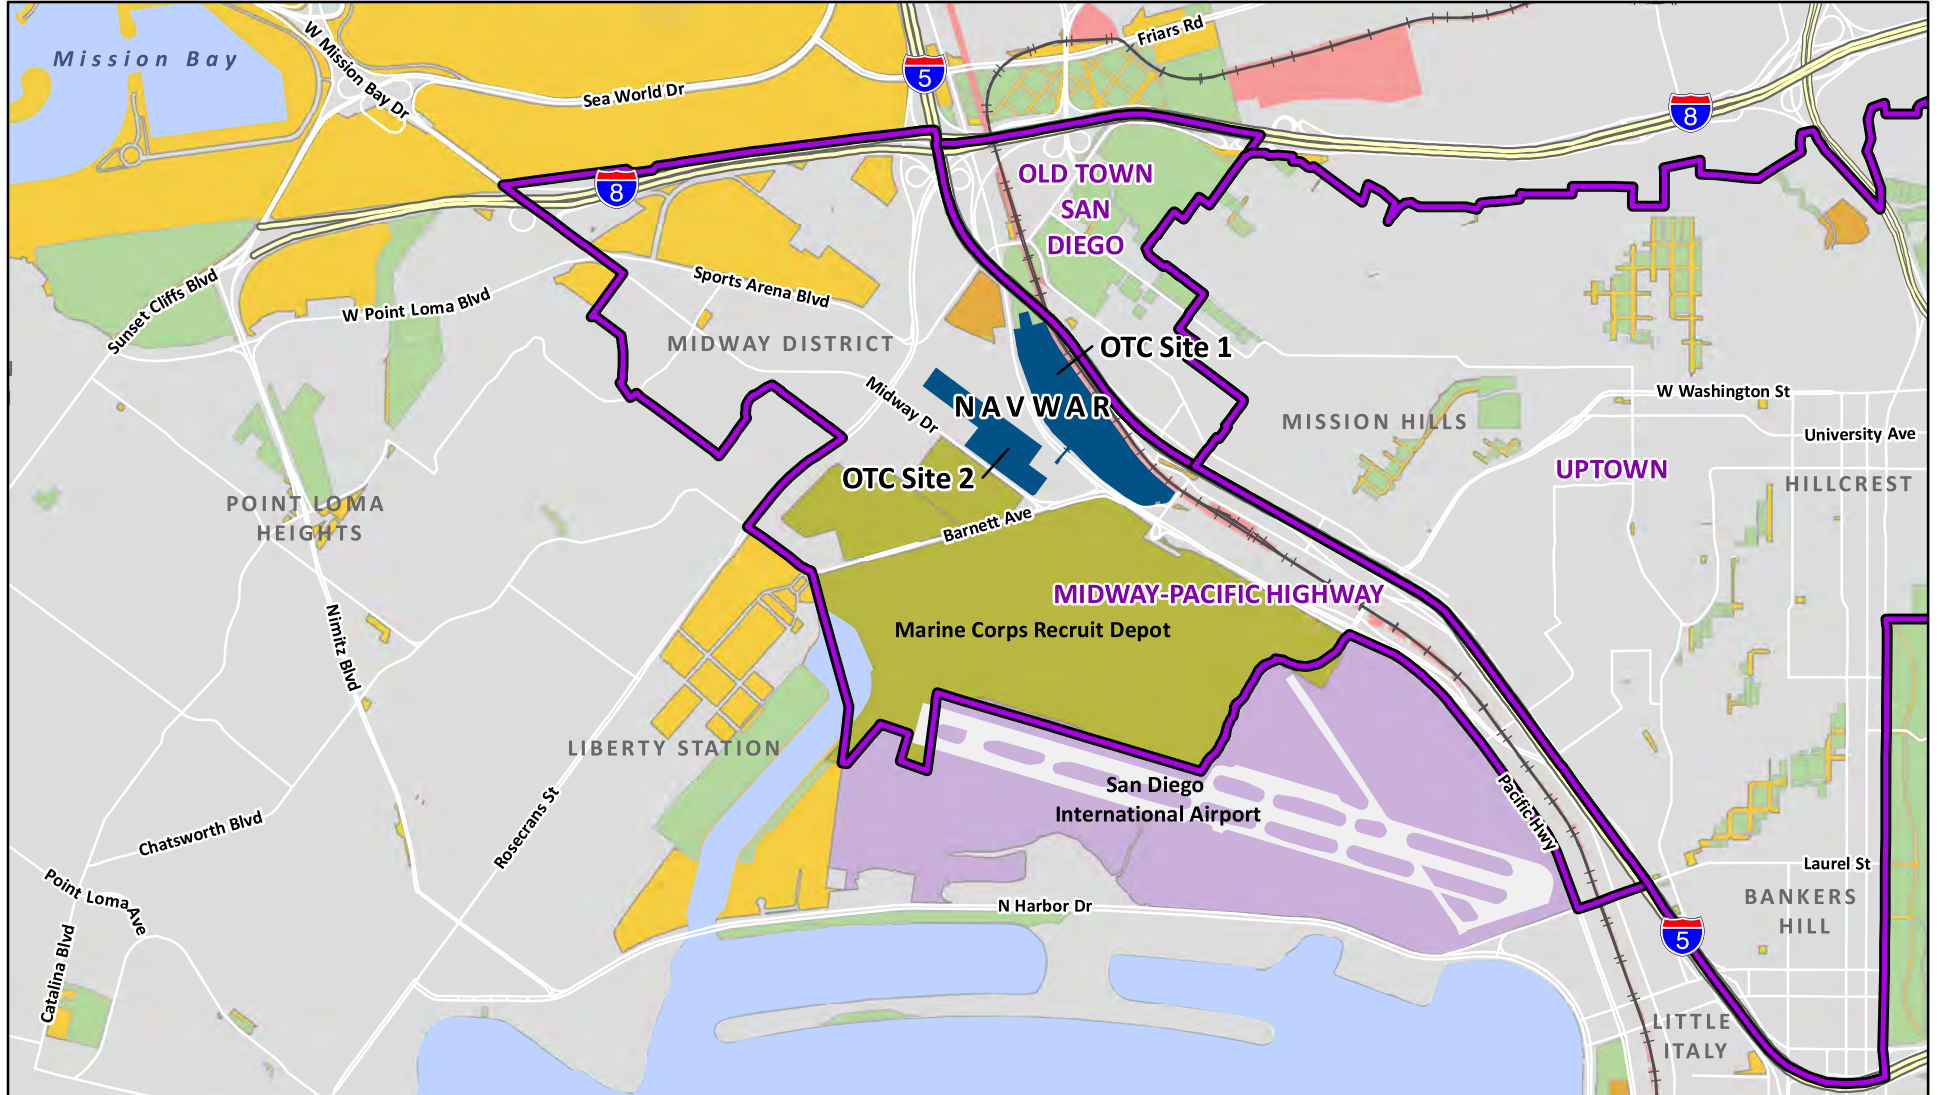 Mission Bay
W Mission Bay Dr
Sea World Dr
5
Friars Rd
8
8
OLD TOWN
SAN
DIEGO
Sunset Cliffs Blvd
W Point Loma Blvd
Sports Arena Blvd
MIDWAY DISTRICT
OTC Site 1
NAVWAR
Midway Dr
OTC Site 2
W Washington St
MISSION HILLS
University Ave
UPTOWN
HILLCREST
POINT LOMA
HEIGHTS
Barnett Ave
MIDWAY-PACIFIC HIGHWAY
Marine Corps Recruit Depot
Nimitz Blvd
LIBERTY STATION
San Diego
International Airport
Pacific Hwy
Rosecrans St
Chatsworth Blvd
Laurel St
Point Loma Ave
BANKERS
HILL
N Harbor Dr
5
Catalina Blvd
LITTLE
ITALY